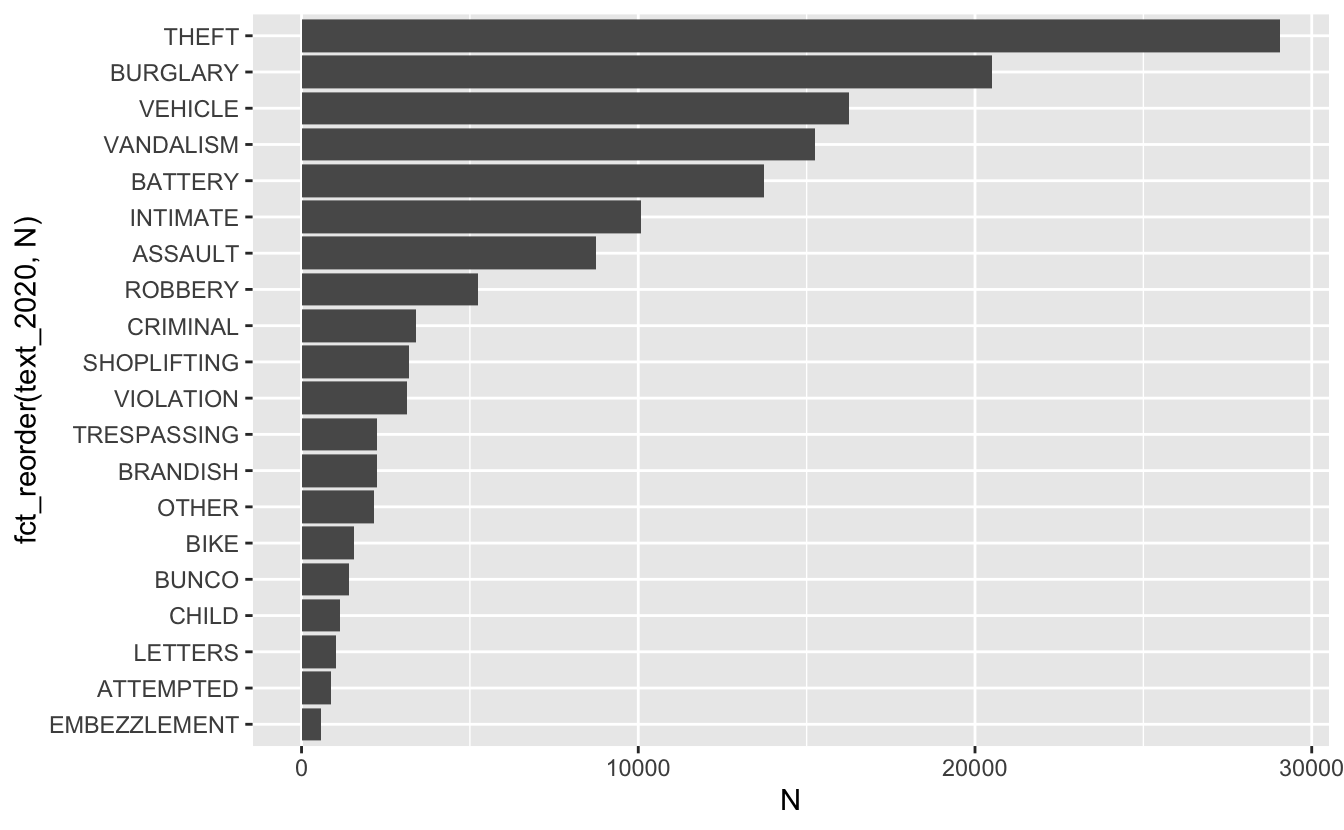 THEFT
BURGLARY
VEHICLE
VANDALISM
BATTERY
INTIMATE
ASSAULT
ROBBERY
CRIMINAL
SHOPLIFTING
VIOLATION
TRESPASSING
BRANDISH
OTHER
BIKE
BUNCO
CHILD
LETTERS
ATTEMPTED
EMBEZZLEMENT
fct_reorder(text_2020, N)
0 10000 20000 30000
N